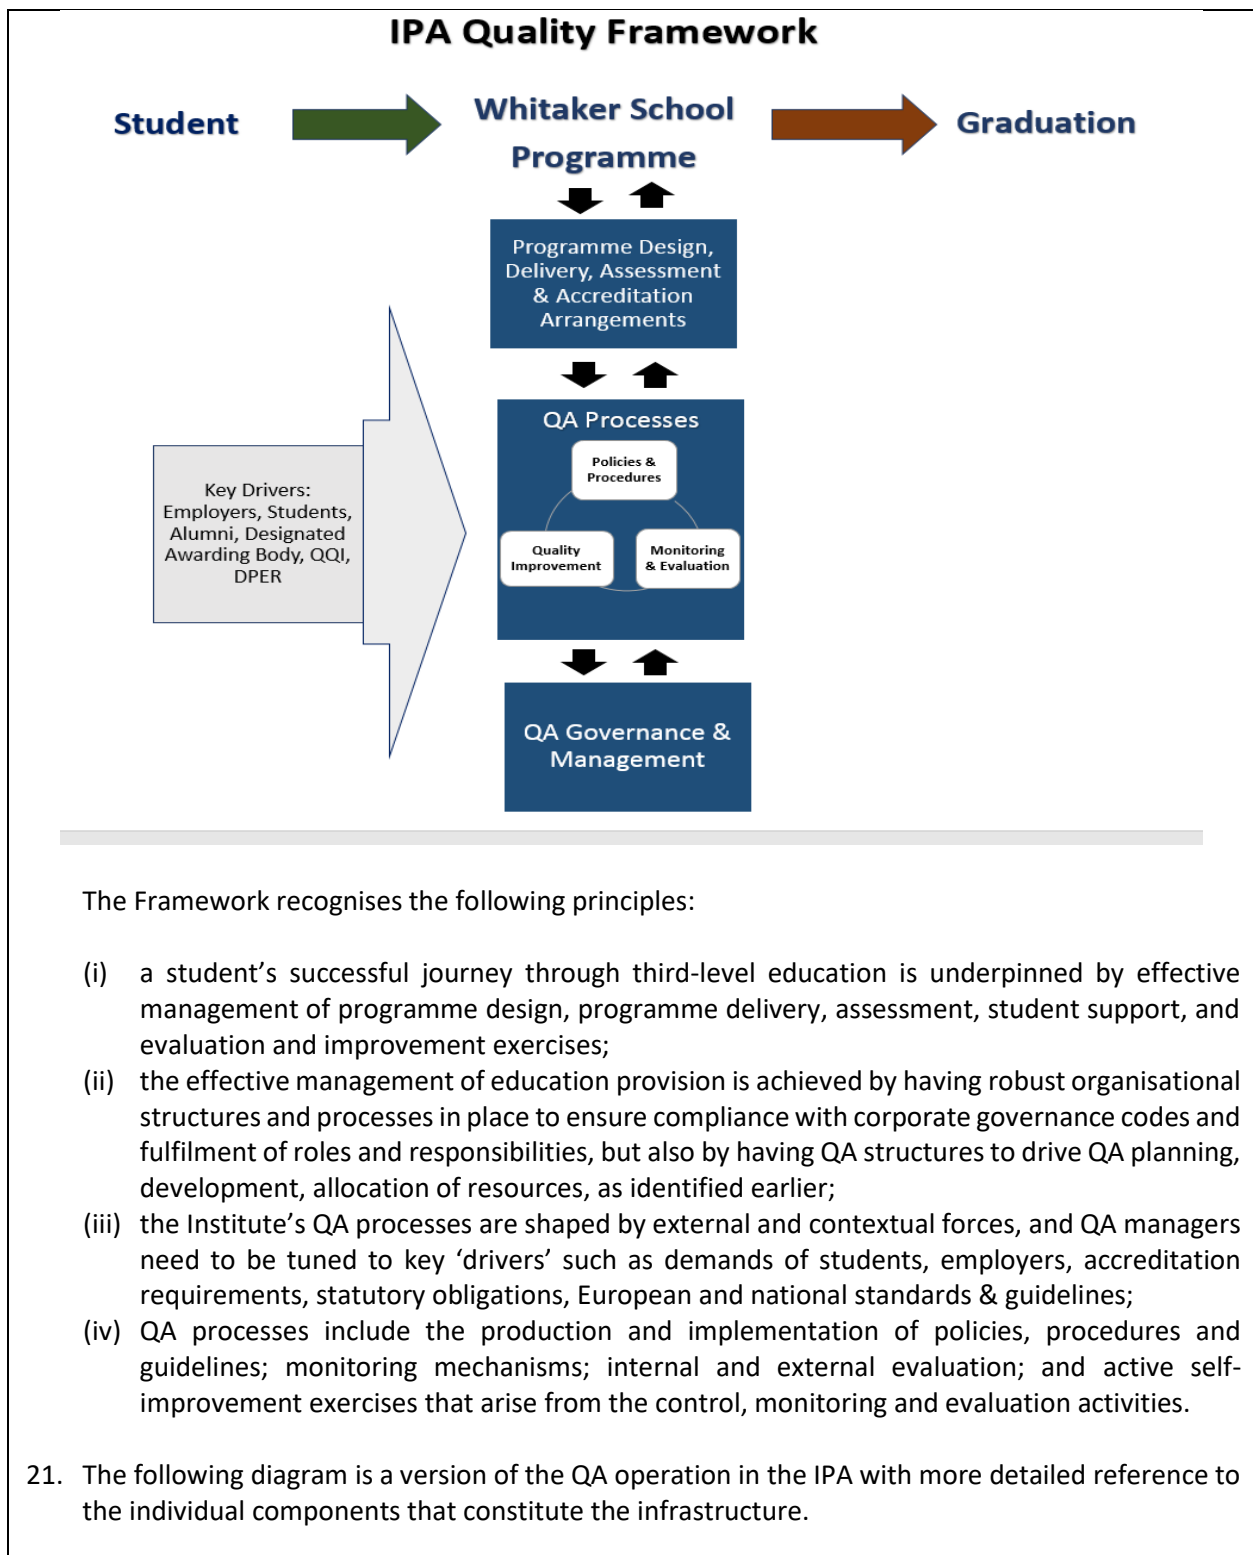 IPA Quality Framework
Student
Whitaker School
Programme
Graduation
Programme Design,
Delivery, Assessment
& Accreditation
Arrangements
Key Drivers:
Employers, Students,
Alumni, Designated
Awarding Body, QQI,
DPER
QA Processes
Policies &
Procedures
Quality
Improvement
Monitoring
& Evaluation
QA Governance &
Management
The Framework recognises the following principles:
(i) a student’s successful journey through third-level education is underpinned by effective
management of programme design, programme delivery, assessment, student support, and
evaluation and improvement exercises;
(ii) the effective management of education provision is achieved by having robust organisational
structures and processes in place to ensure compliance with corporate governance codes and
fulfilment of roles and responsibilities, but also by having QA structures to drive QA planning,
development, allocation of resources, as identified earlier;
(iii) the Institute’s QA processes are shaped by external and contextual forces, and QA managers
need to be tuned to key ‘drivers’ such as demands of students, employers, accreditation
requirements, statutory obligations, European and national standards & guidelines;
(iv) QA processes include the production and implementation of policies, procedures and
guidelines; monitoring mechanisms; internal and external evaluation; and active self-
improvement exercises that arise from the control, monitoring and evaluation activities.
21. The following diagram is a version of the QA operation in the IPA with more detailed reference to
the individual components that constitute the infrastructure.